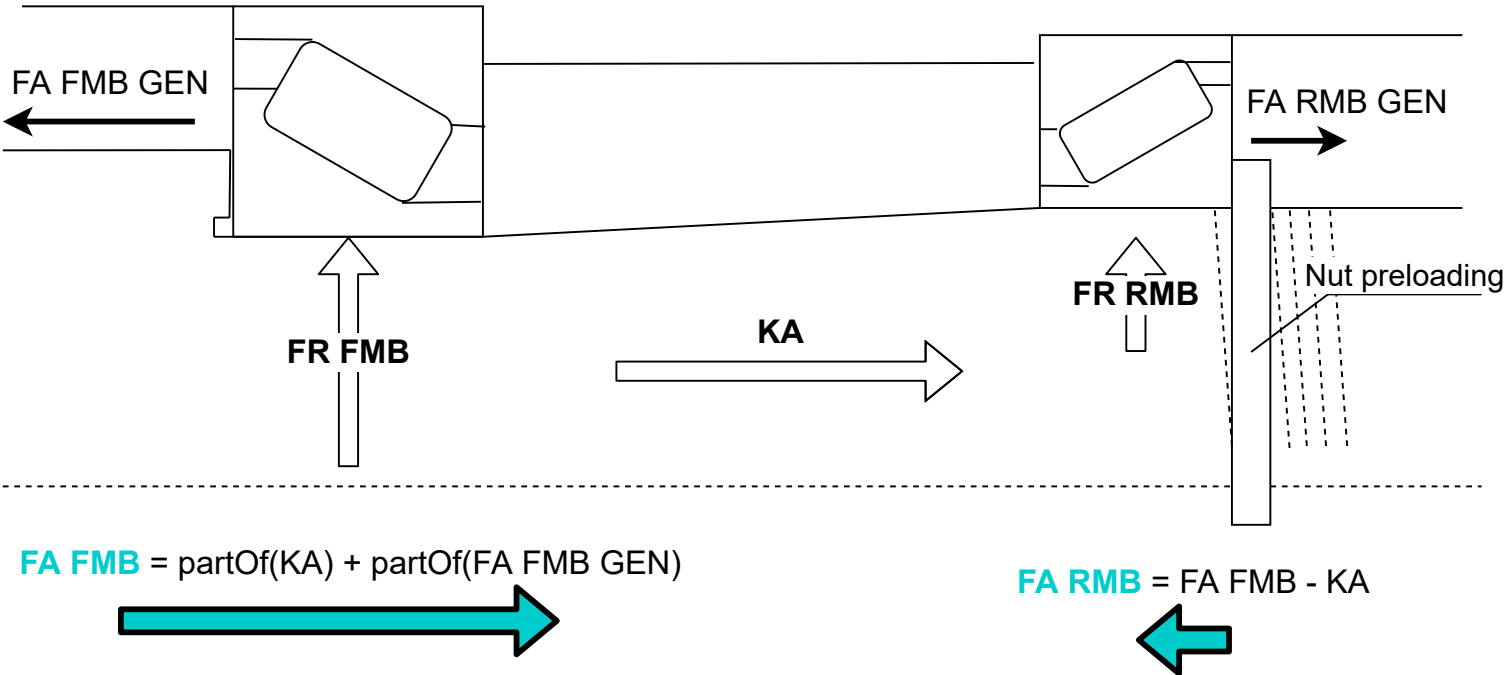 FA FMB GEN
FA RMB GEN
Nut preloading
FR RMB
KA
FR FMB
FA FMB = partOf(KA) + partOf(FA FMB GEN)
FA RMB = FA FMB - KA